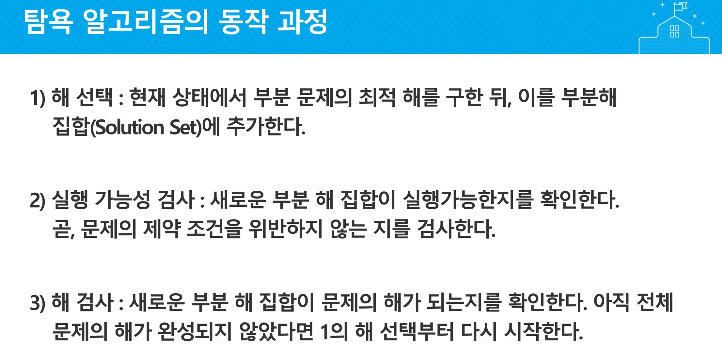 탐욕 알고리즘의 동작 과정
1) 해 선택 : 현재 상태에서 부분 문제의 최적 해를 구한 뒤, 이를 부분해
집합(Solution Set)에 추가한다.
2) 실행 가능성 검사 : 새로운 부분 해 집합이 실행가능한지를 확인한다.
곧, 문제의 제약 조건을 위반하지 않는 지를 검사한다.
3) 해 검사 : 새로운 부분 해 집합이 문제의 해가 되는지를 확인한다. 아직 전체
문제의 해가 완성되지 않았다면 1의 해 선택부터 다시 시작한다.